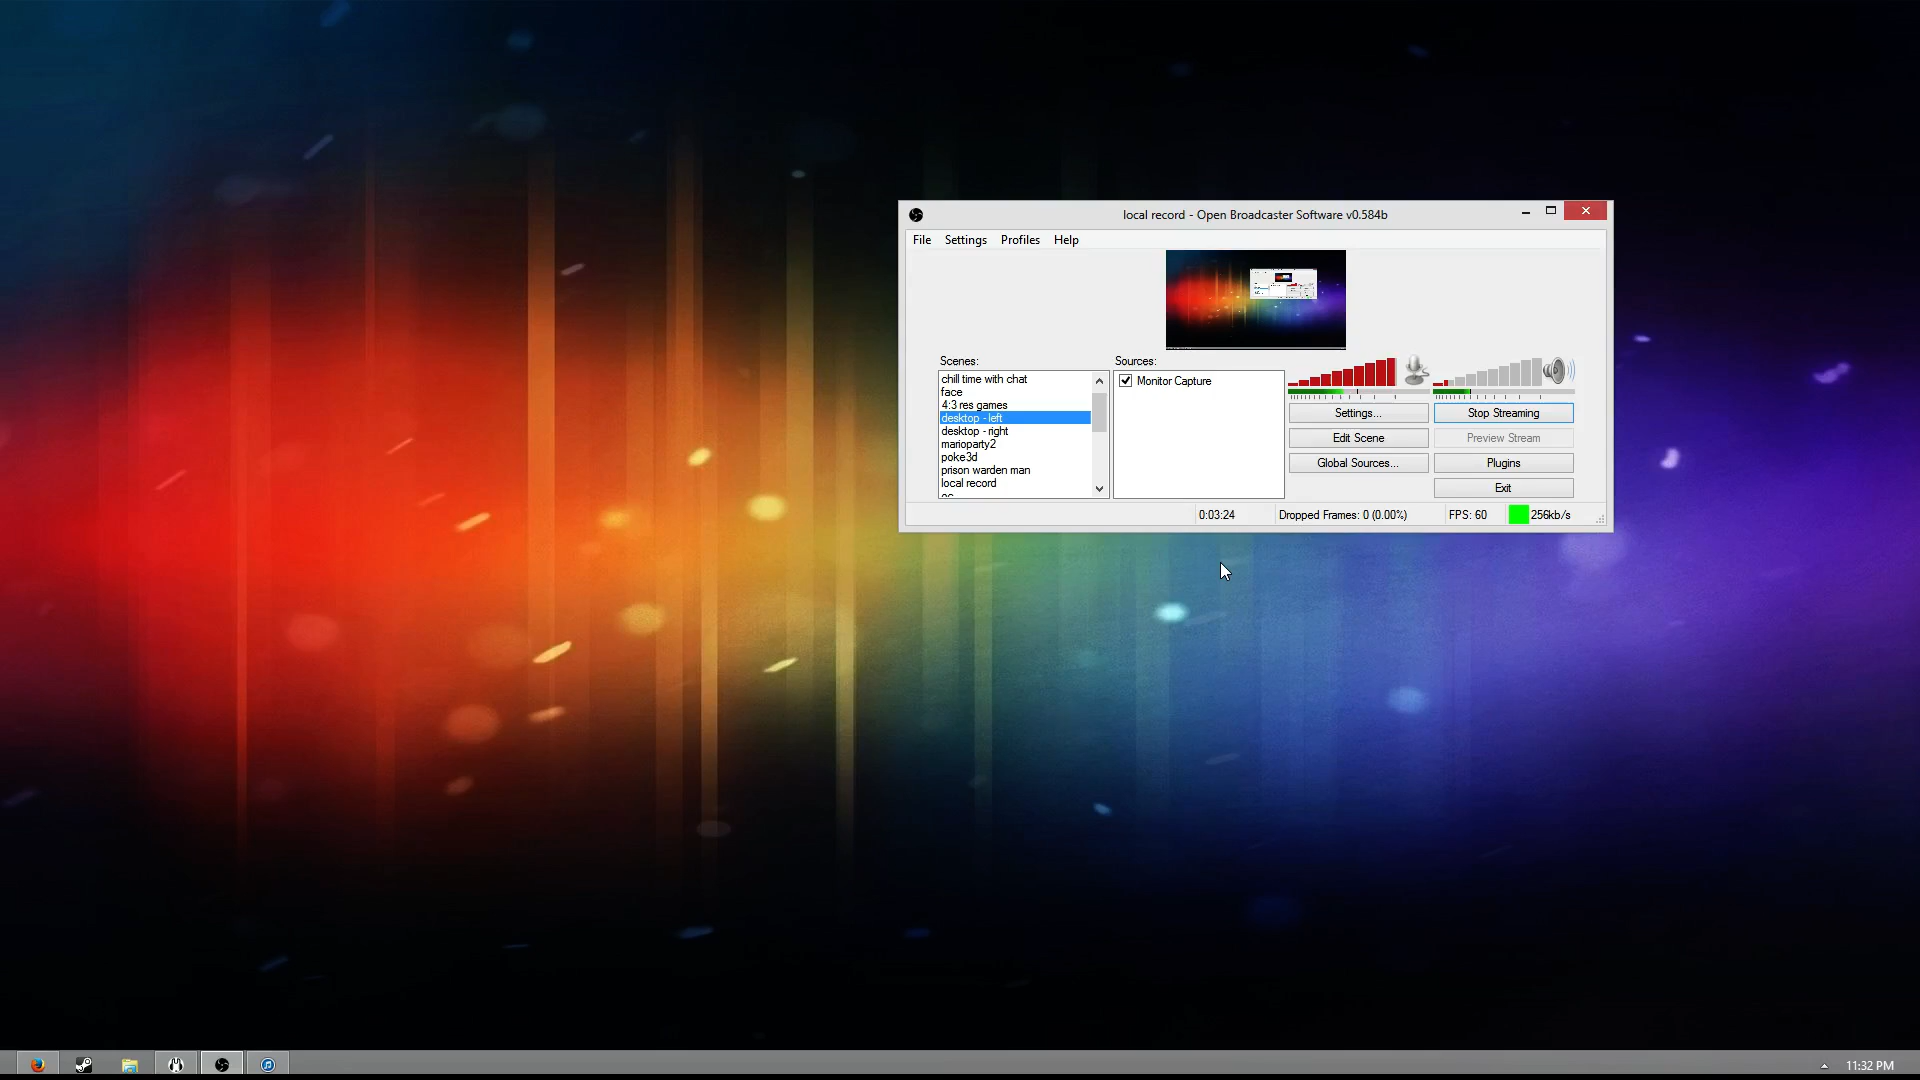 local record - Open Broadcaster Software v0.584b
File Settings Profiles Help
Scenes:
Sources:
chill time with chat
face
4:3 res games
desktop - left
desktop - right
marioparty2
poke3d
prison warden man
local record
Monitor Capture
Settings...
Stop Streaming
Edit Scene
Preview Stream
Global Sources...
Plugins
Exit
0:03:24
Dropped Frames: 0 (0.00%)
FPS: 60
256kb/s
11:32 PM